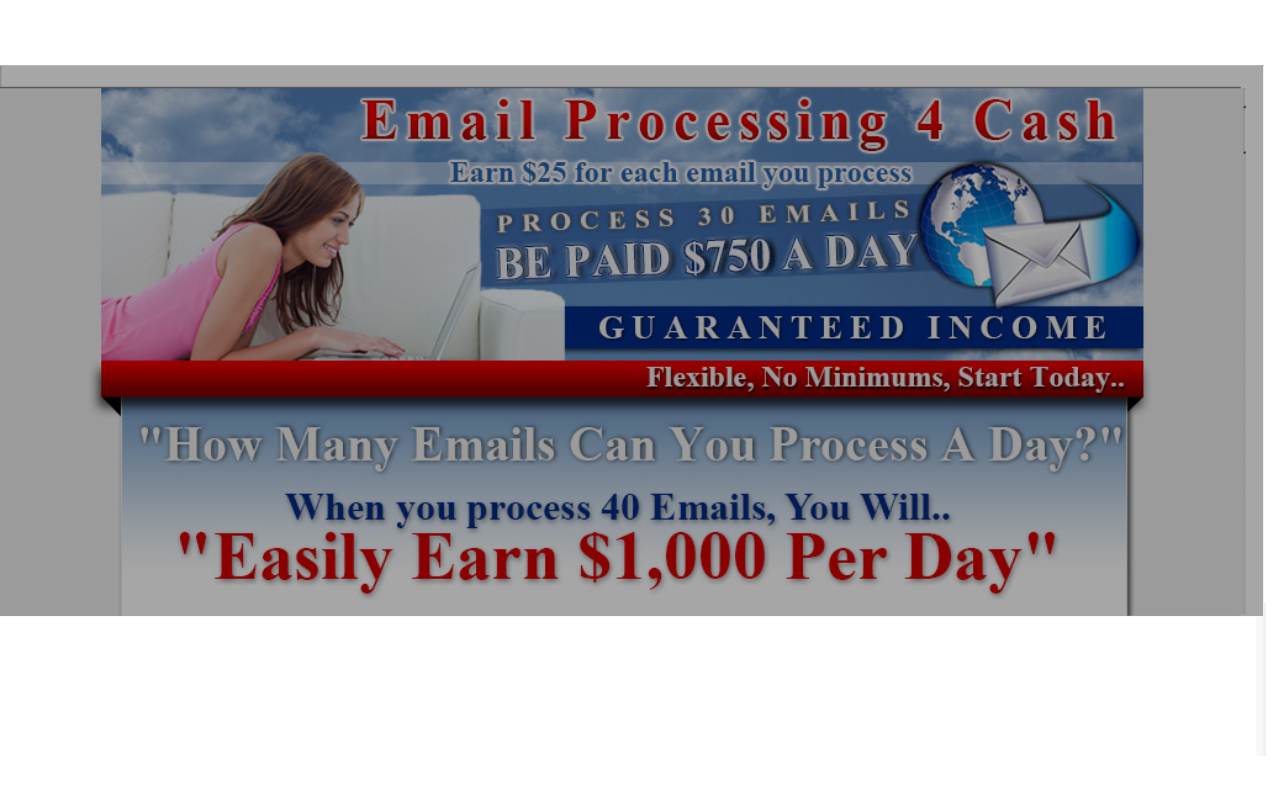 Email Processing 4 Cash
Earn $25 for each email you process
PROCESS 30 EMAILS
BE PAID $750 A DAY
GUARANTEED INCOME
Flexible, No Minimums, Start Today..
"How Many Emails Can You Process A Day?"
When you process 40 Emails, You Will..
"Easily Earn $1,000 Per Day"